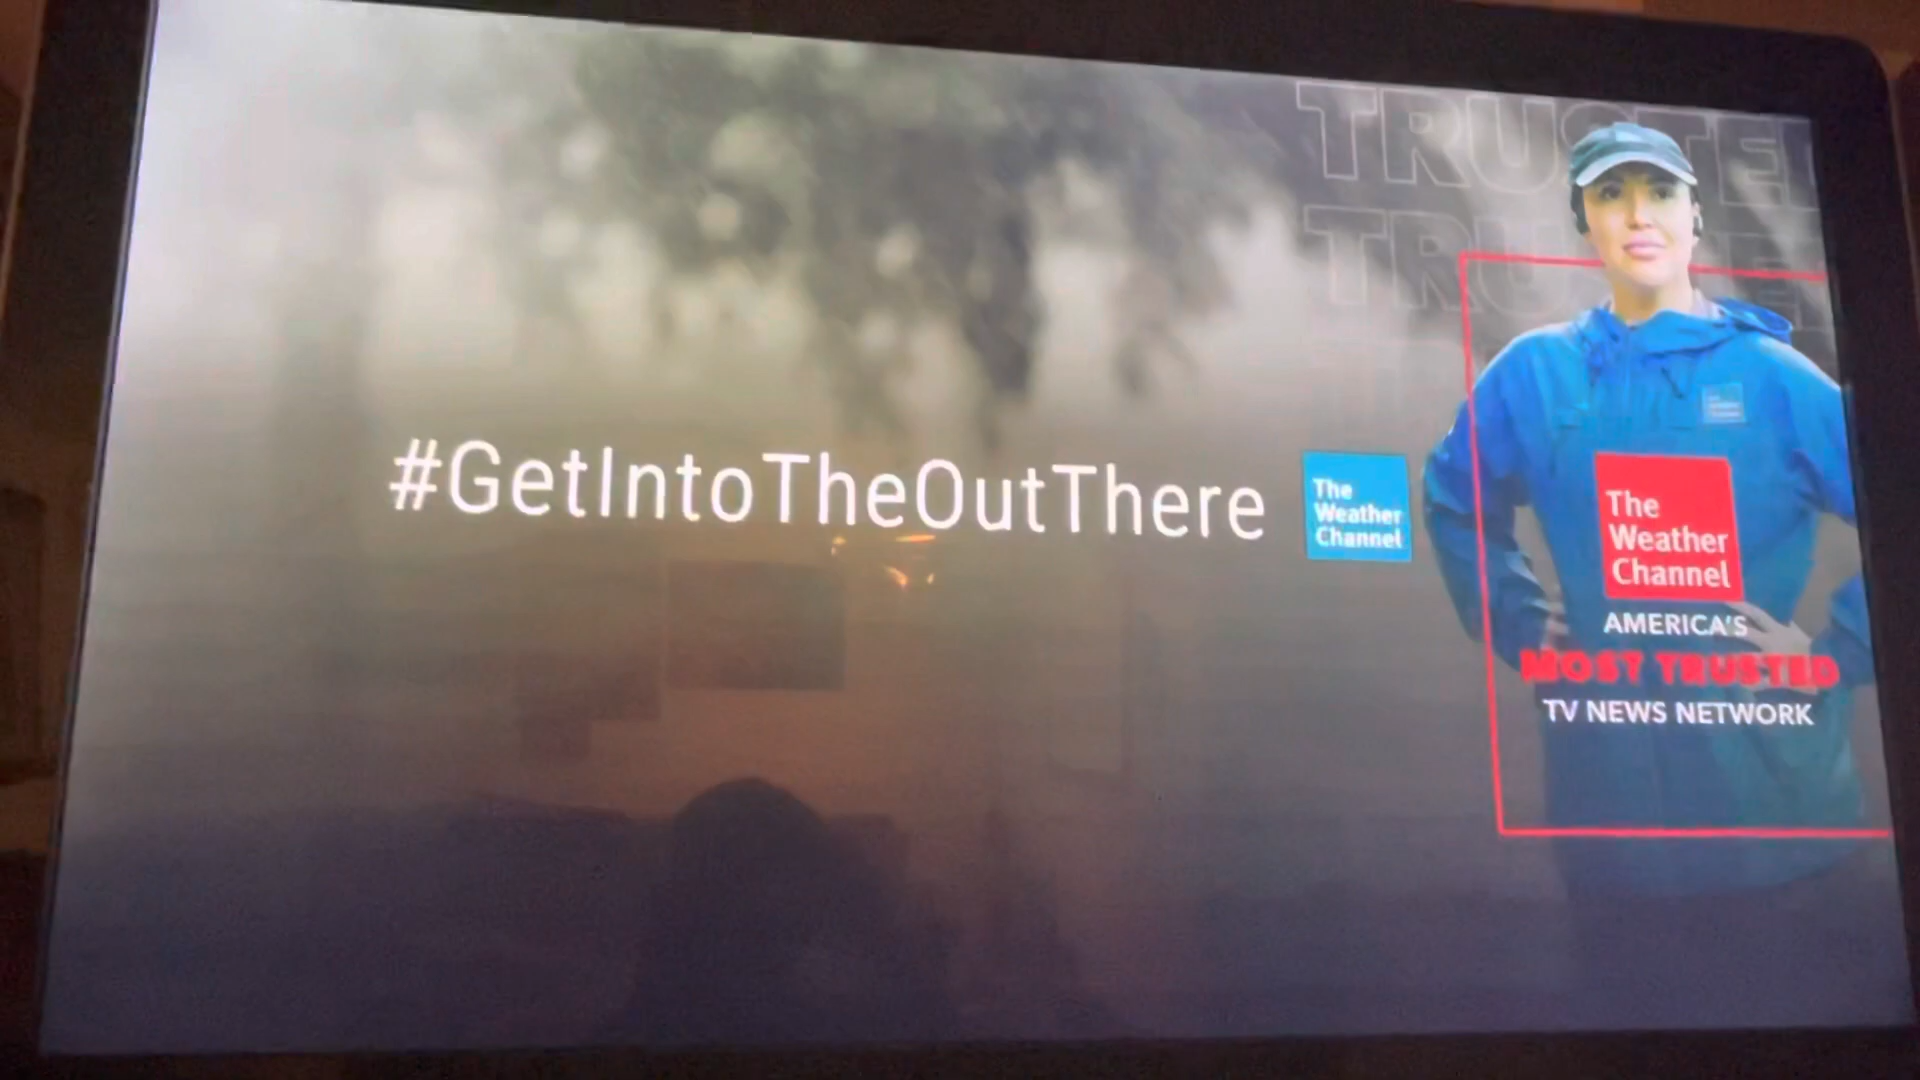 #GetIntoTheOutThere
The
Weather
Channel
The
Weather
Channel
AMERICA'S
MOST TRUSTED
TV NEWS NETWORK